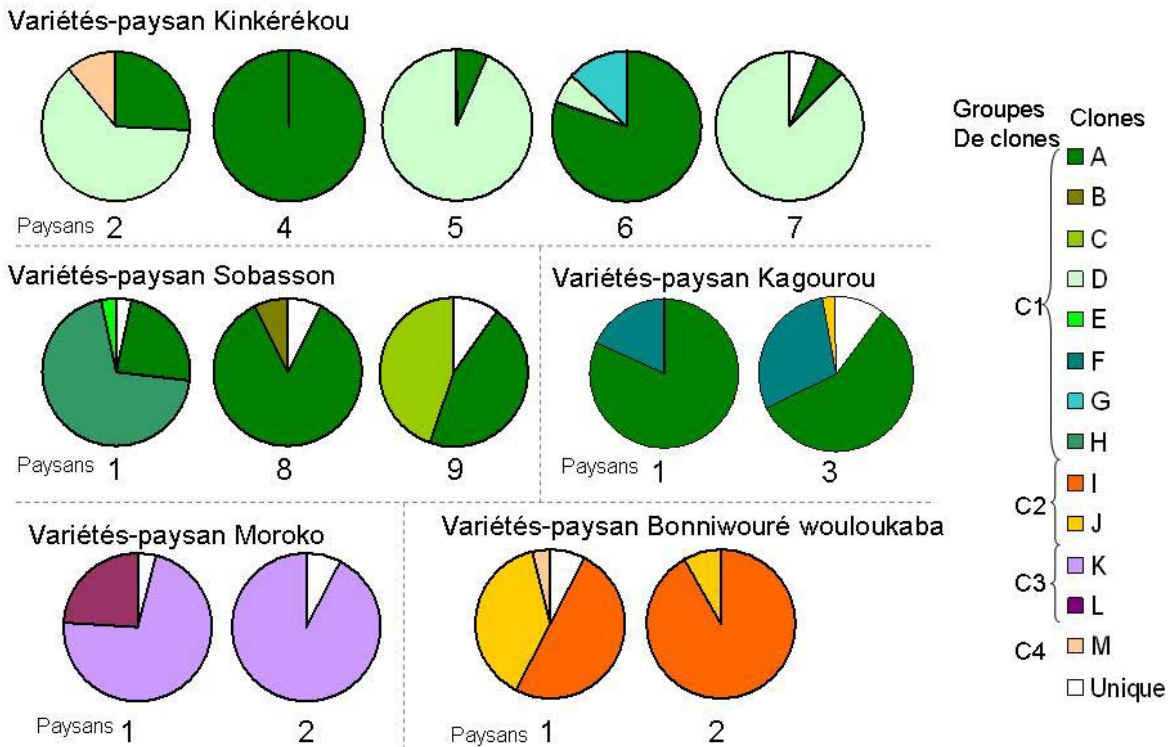 Variétés-paysan Kinkérékou
Paysans 2 4 5 6 7
Variétés-paysan Sobasson
Paysans 1 8 9
Variétés-paysan Kagourou
Paysans 1 3
Variétés-paysan Moroko
Paysans 1 2
Variétés-paysan Bonniwouré wouloukaba
Paysans 1 2
Groupes
De clones
Clones
A
B
C
D
E
F
G
H
I
J
K
L
M
Unique
C1
C2
C3
C4